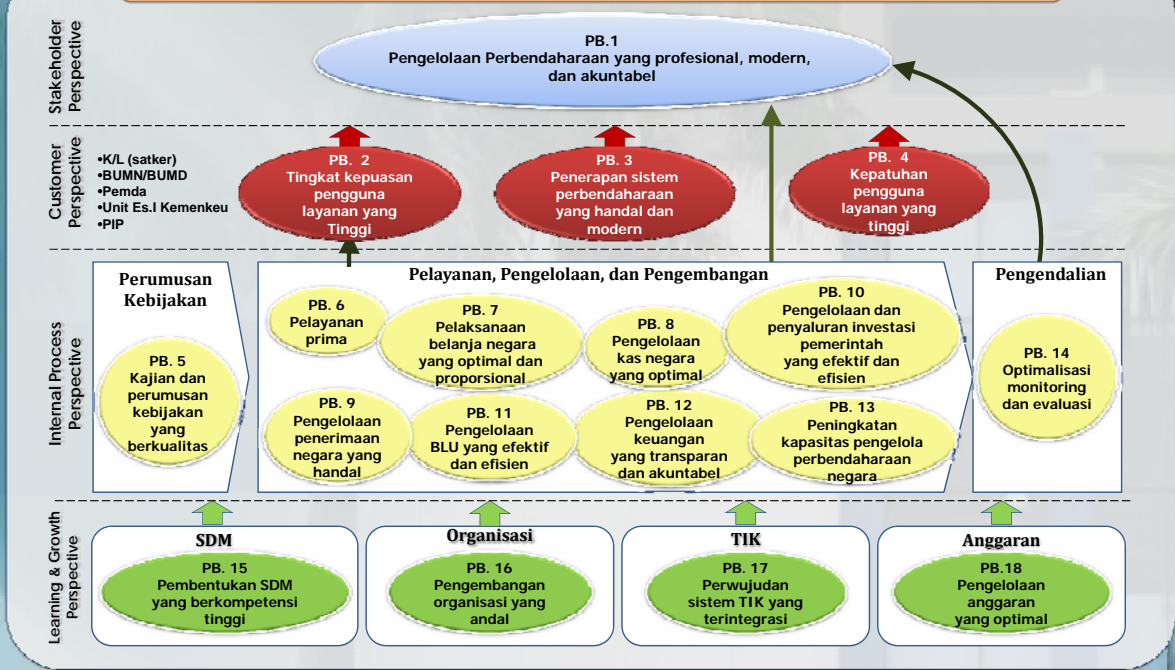 Stakeholder
Perspective
PB.1
Pengelolaan Perbendaharaan yang profesional, modern,
dan akuntabel
Customer
Perspective
•K/L (satker)
•BUMN/BUMD
•Pemda
•Unit Es.I Kemenkeu
•PIP
PB. 2
Tingkat kepuasan
pengguna
layanan yang
Tinggi
PB. 3
Penerapan sistem
perbendaharaan
yang handal dan
modern
PB. 4
Kepatuhan
pengguna
layanan yang
tinggi
Internal Process
Perspective
Perumusan
Kebijakan
PB. 5
Kajian dan
perumusan
kebijakan
yang
berkualitas
Pelayanan, Pengelolaan, dan Pengembangan
PB. 6
Pelayanan
prima
PB. 7
Pelaksanaan
belanja negara
yang optimal dan
proporsional
PB. 8
Pengelolaan
kas negara
yang optimal
PB. 10
Pengelolaan dan
penyaluran investasi
pemerintah
yang efektif dan
efisien
PB. 9
Pengelolaan
penerimaan
negara yang
handal
PB. 11
Pengelolaan
BLU yang efektif
dan efisien
PB. 12
Pengelolaan
keuangan
yang transparan
dan akuntabel
PB. 13
Peningkatan
kapasitas pengelola
perbendaharaan
negara
Pengendalian
PB. 14
Optimalisasi
monitoring
dan evaluasi
Learning & Growth
Perspective
SDM
PB. 15
Pembentukan SDM
yang berkompetensi
tinggi
Organisasi
PB. 16
Pengembangan
organisasi yang
andal
TIK
PB. 17
Perwujudan
sistem TIK yang
terintegrasi
Anggaran
PB.18
Pengelolaan
anggaran
yang optimal